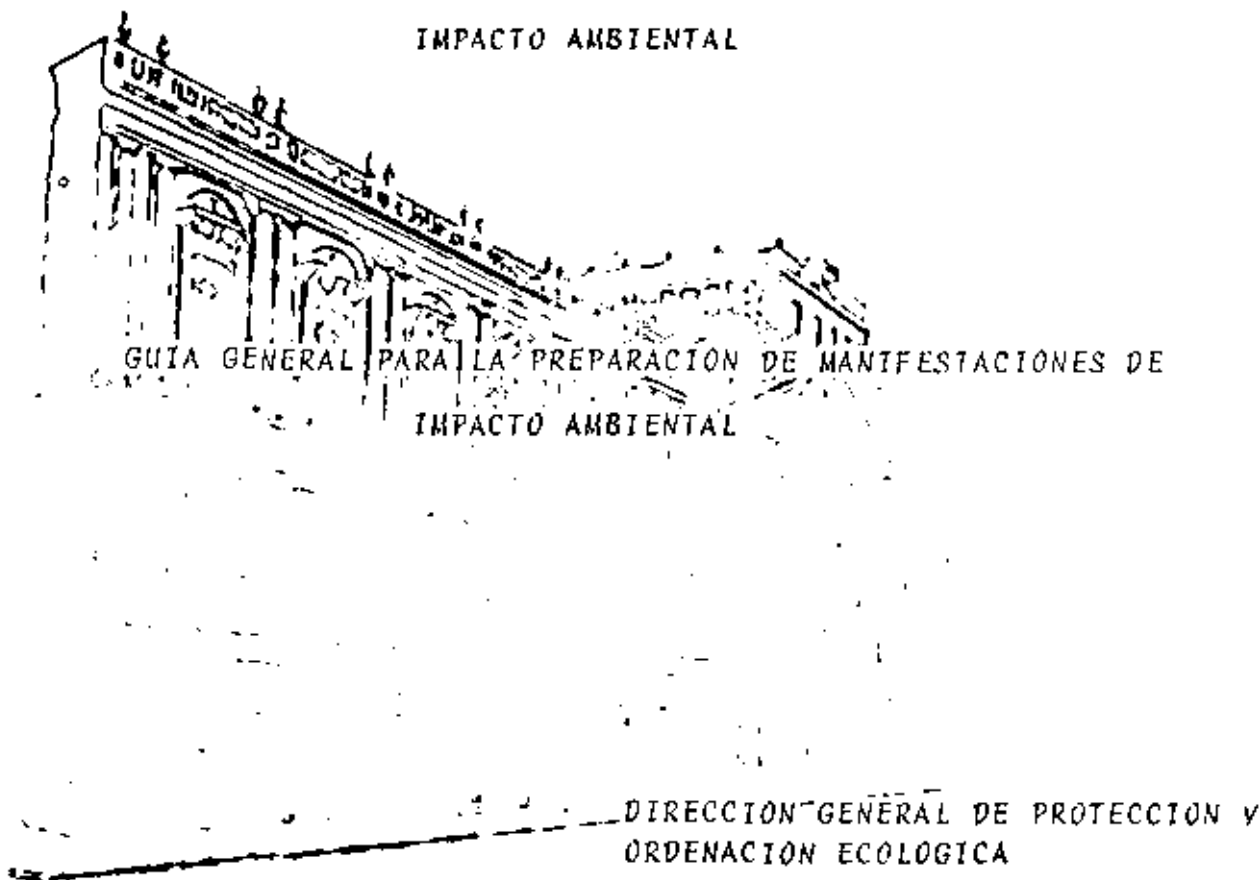 IMPACTO AMBIENTAL
GUIA GENERAL PARA LA PREPARACION DE MANIFESTACIONES DE
IMPACTO AMBIENTAL
DIRECCION GENERAL DE PROTECCION Y
ORDENACION ECOLOGICA